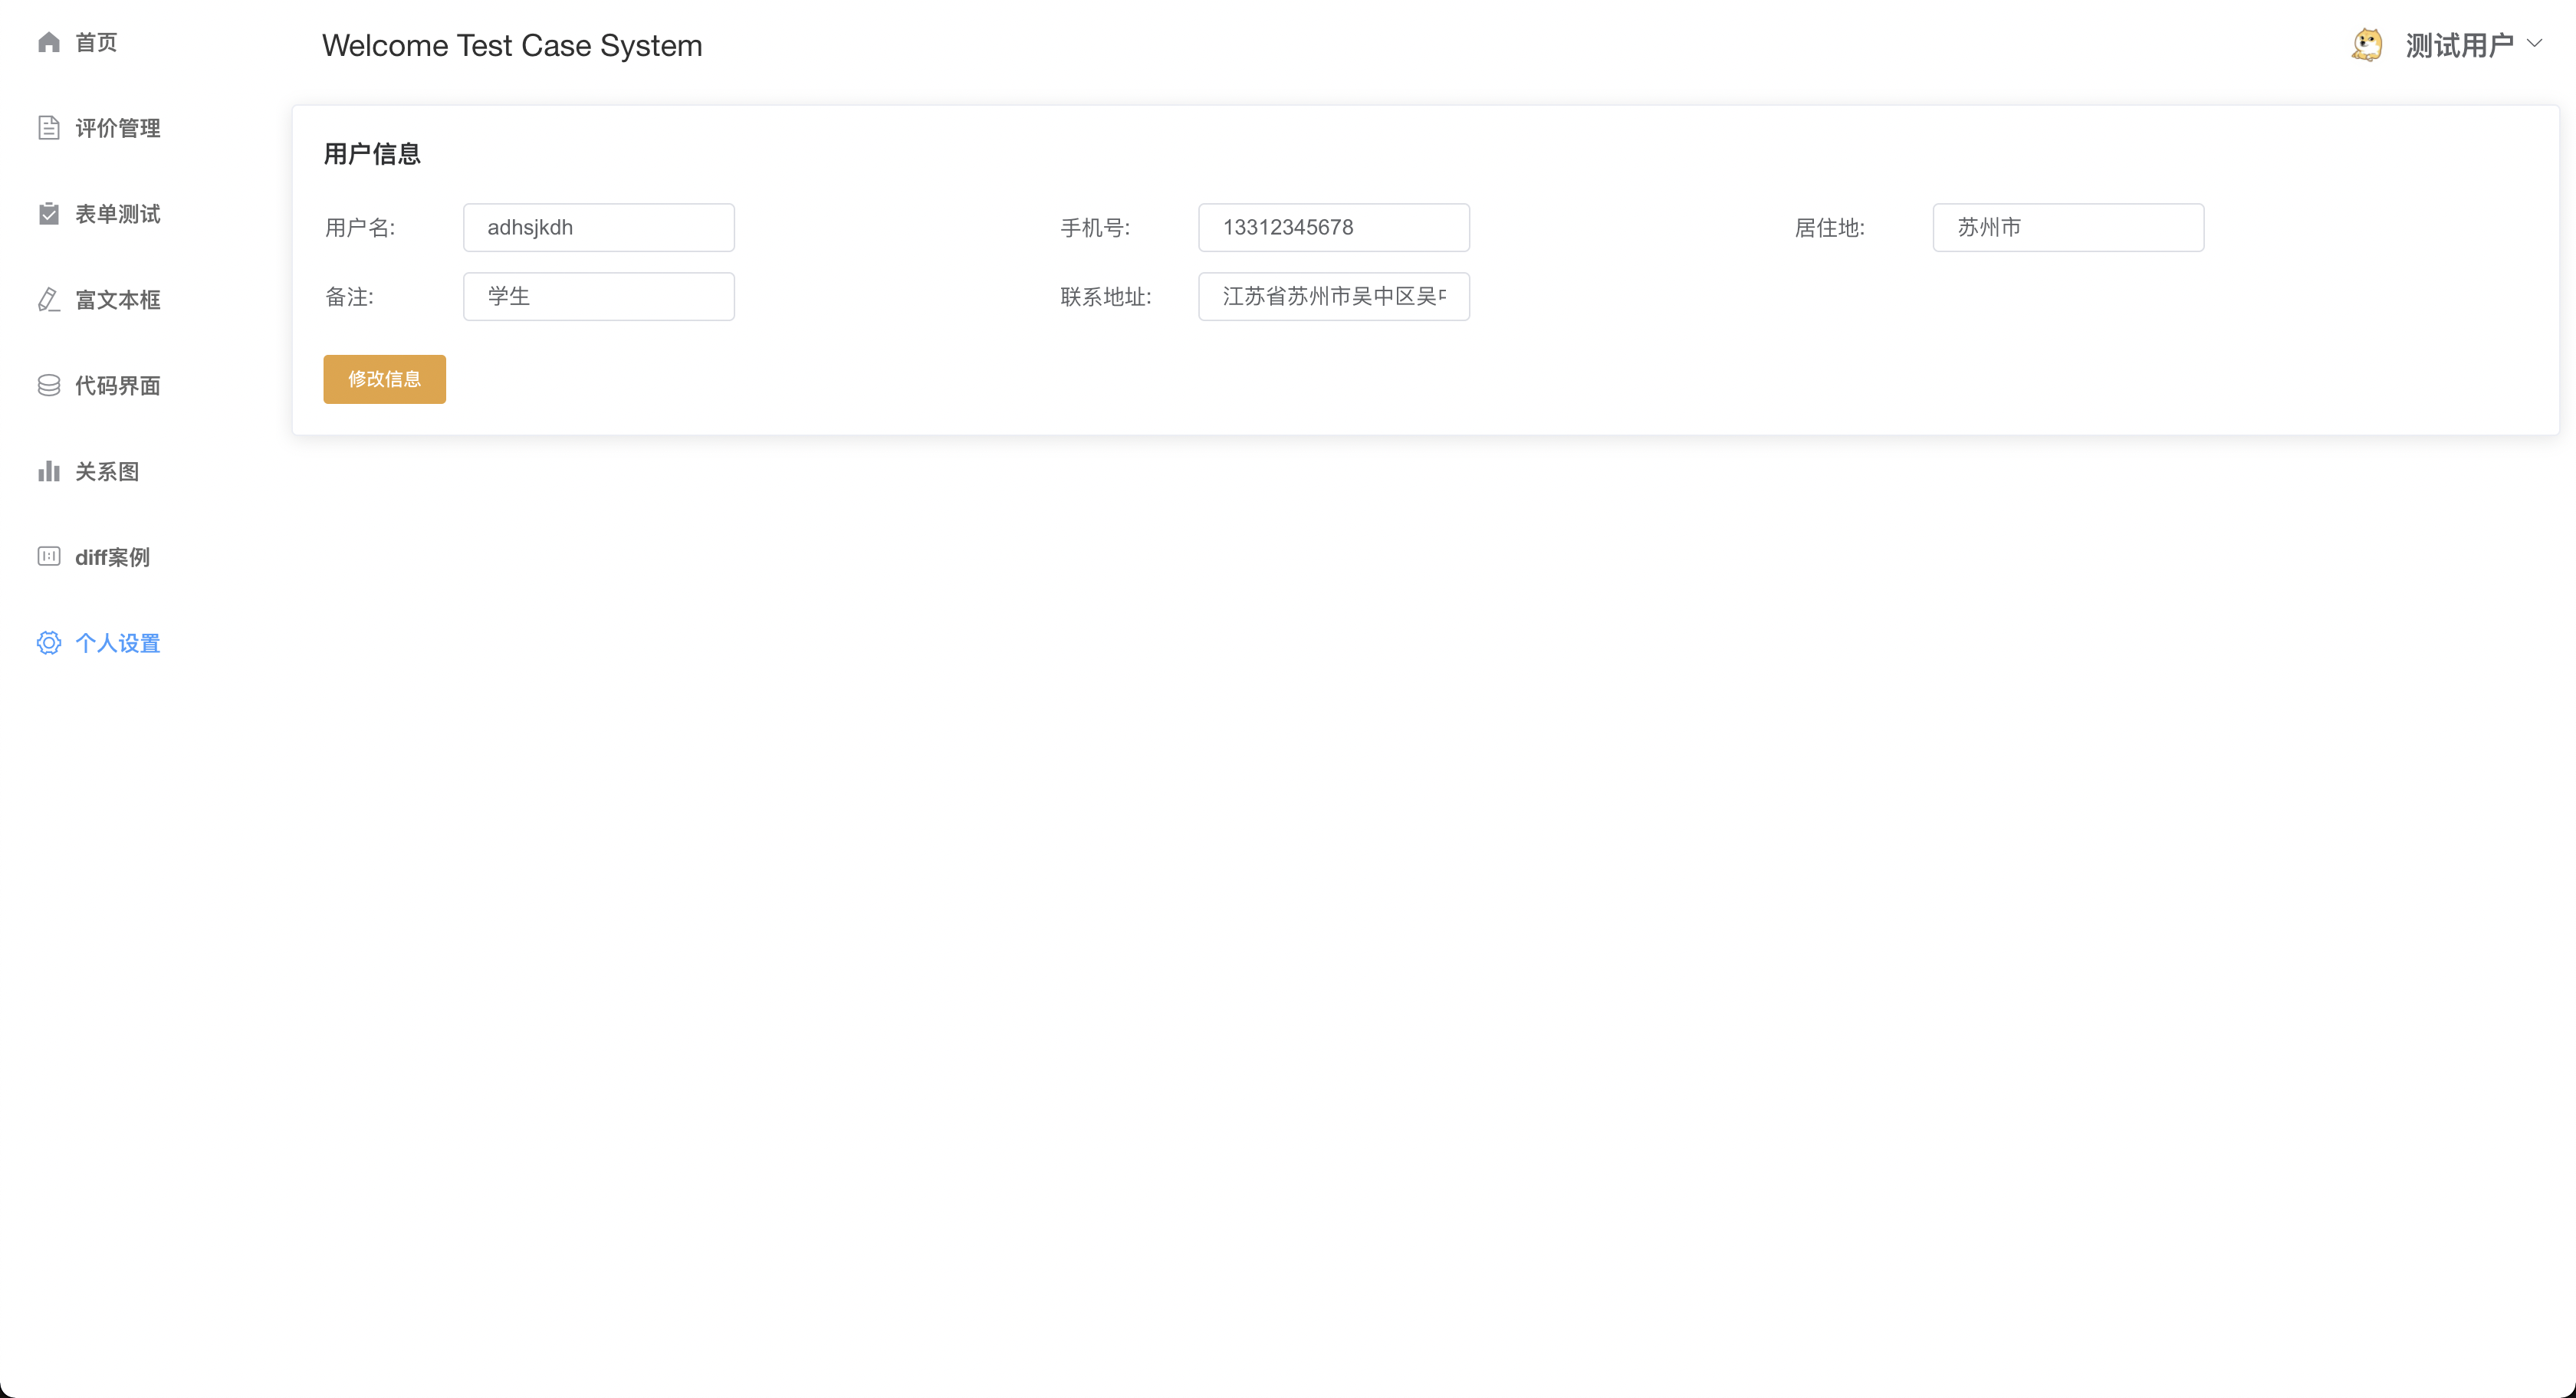 首页
评价管理
表单测试
富文本框
代码界面
关系图
diff案例
个人设置
Welcome Test Case System
测试用户
用户信息
用户名: adhsjkdh 手机号: 13312345678 居住地: 苏州市
备注: 学生 联系地址: 江苏省苏州市吴中区吴
修改信息